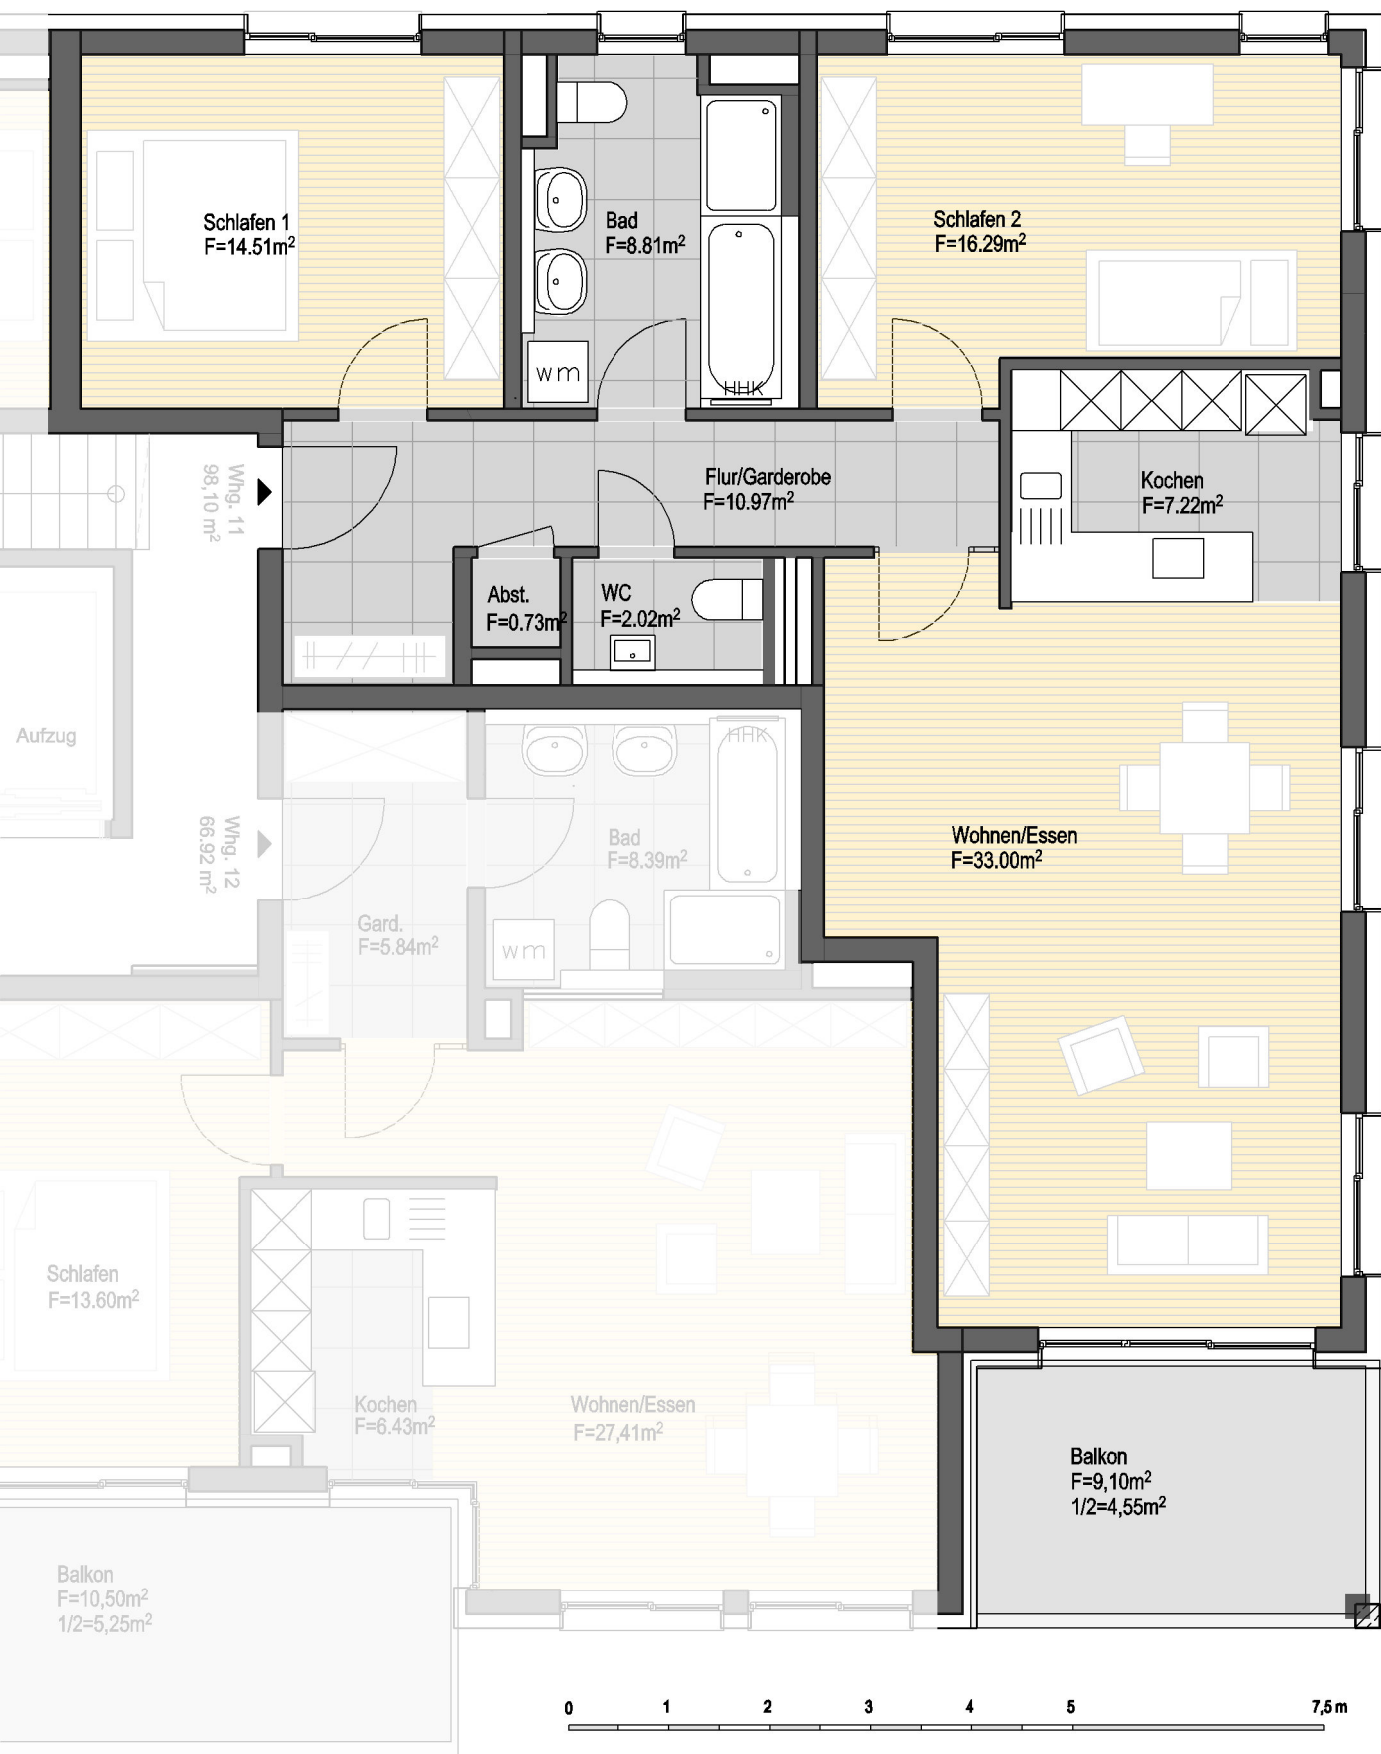 Schlafen 1
F=14.51m²
Bad
F=8.81m²
wm
HHK
Schlafen 2
F=16.29m²
Whg. 11
98,10 m²
Flur/Garderobe
F=10.97m²
Kochen
F=7.22m²
Abst.
F=0.73m²
WC
F=2.02m²
Aufzug
Whg. 12
66.92 m²
HHK
Bad
F=8.39m²
Gard.
F=5.84m²
wm
Wohnen/Essen
F=33.00m²
Schlafen
F=13.60m²
Kochen
F=6.43m²
Wohnen/Essen
F=27,41m²
Balkon
F=9,10m²
1/2=4,55m²
Balkon
F=10,50m²
1/2=5,25m²
0 1 2 3 4 5 7,5 m